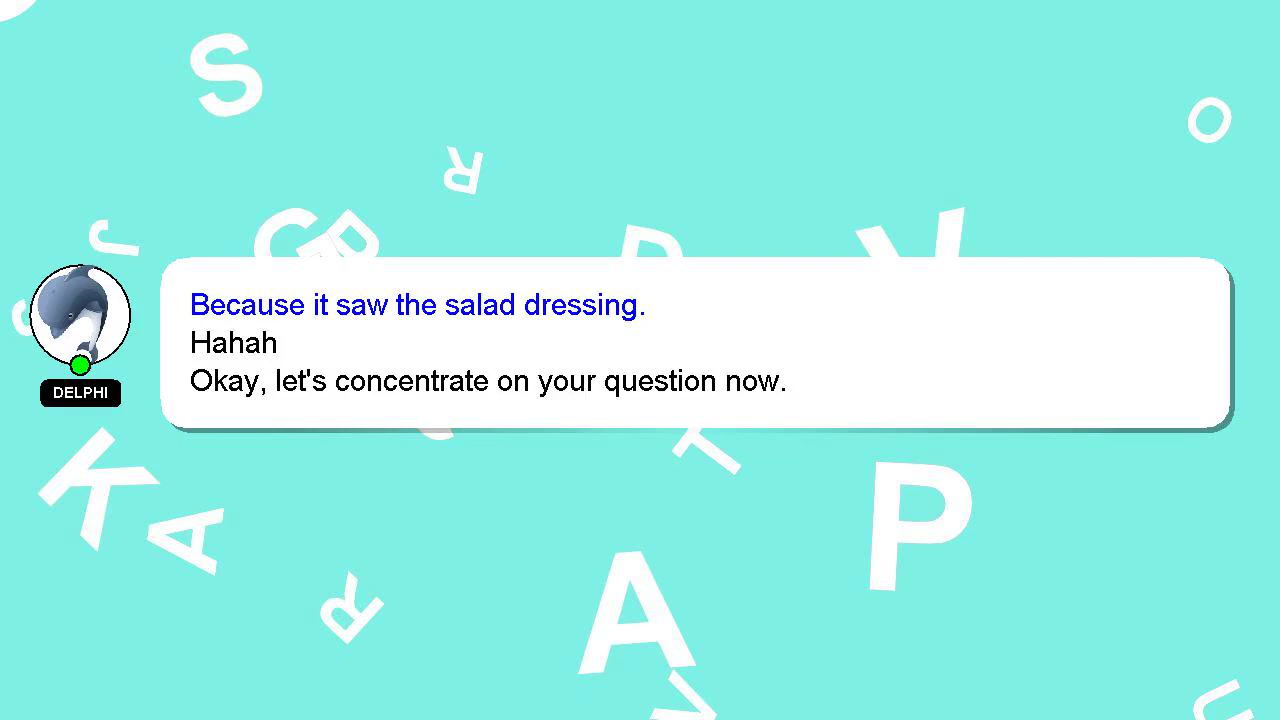 S
O
R
J
G
D
V
DELPHI
Because it saw the salad dressing.
Hahah
Okay, let's concentrate on your question now.
K
T
P
A
A
R
U